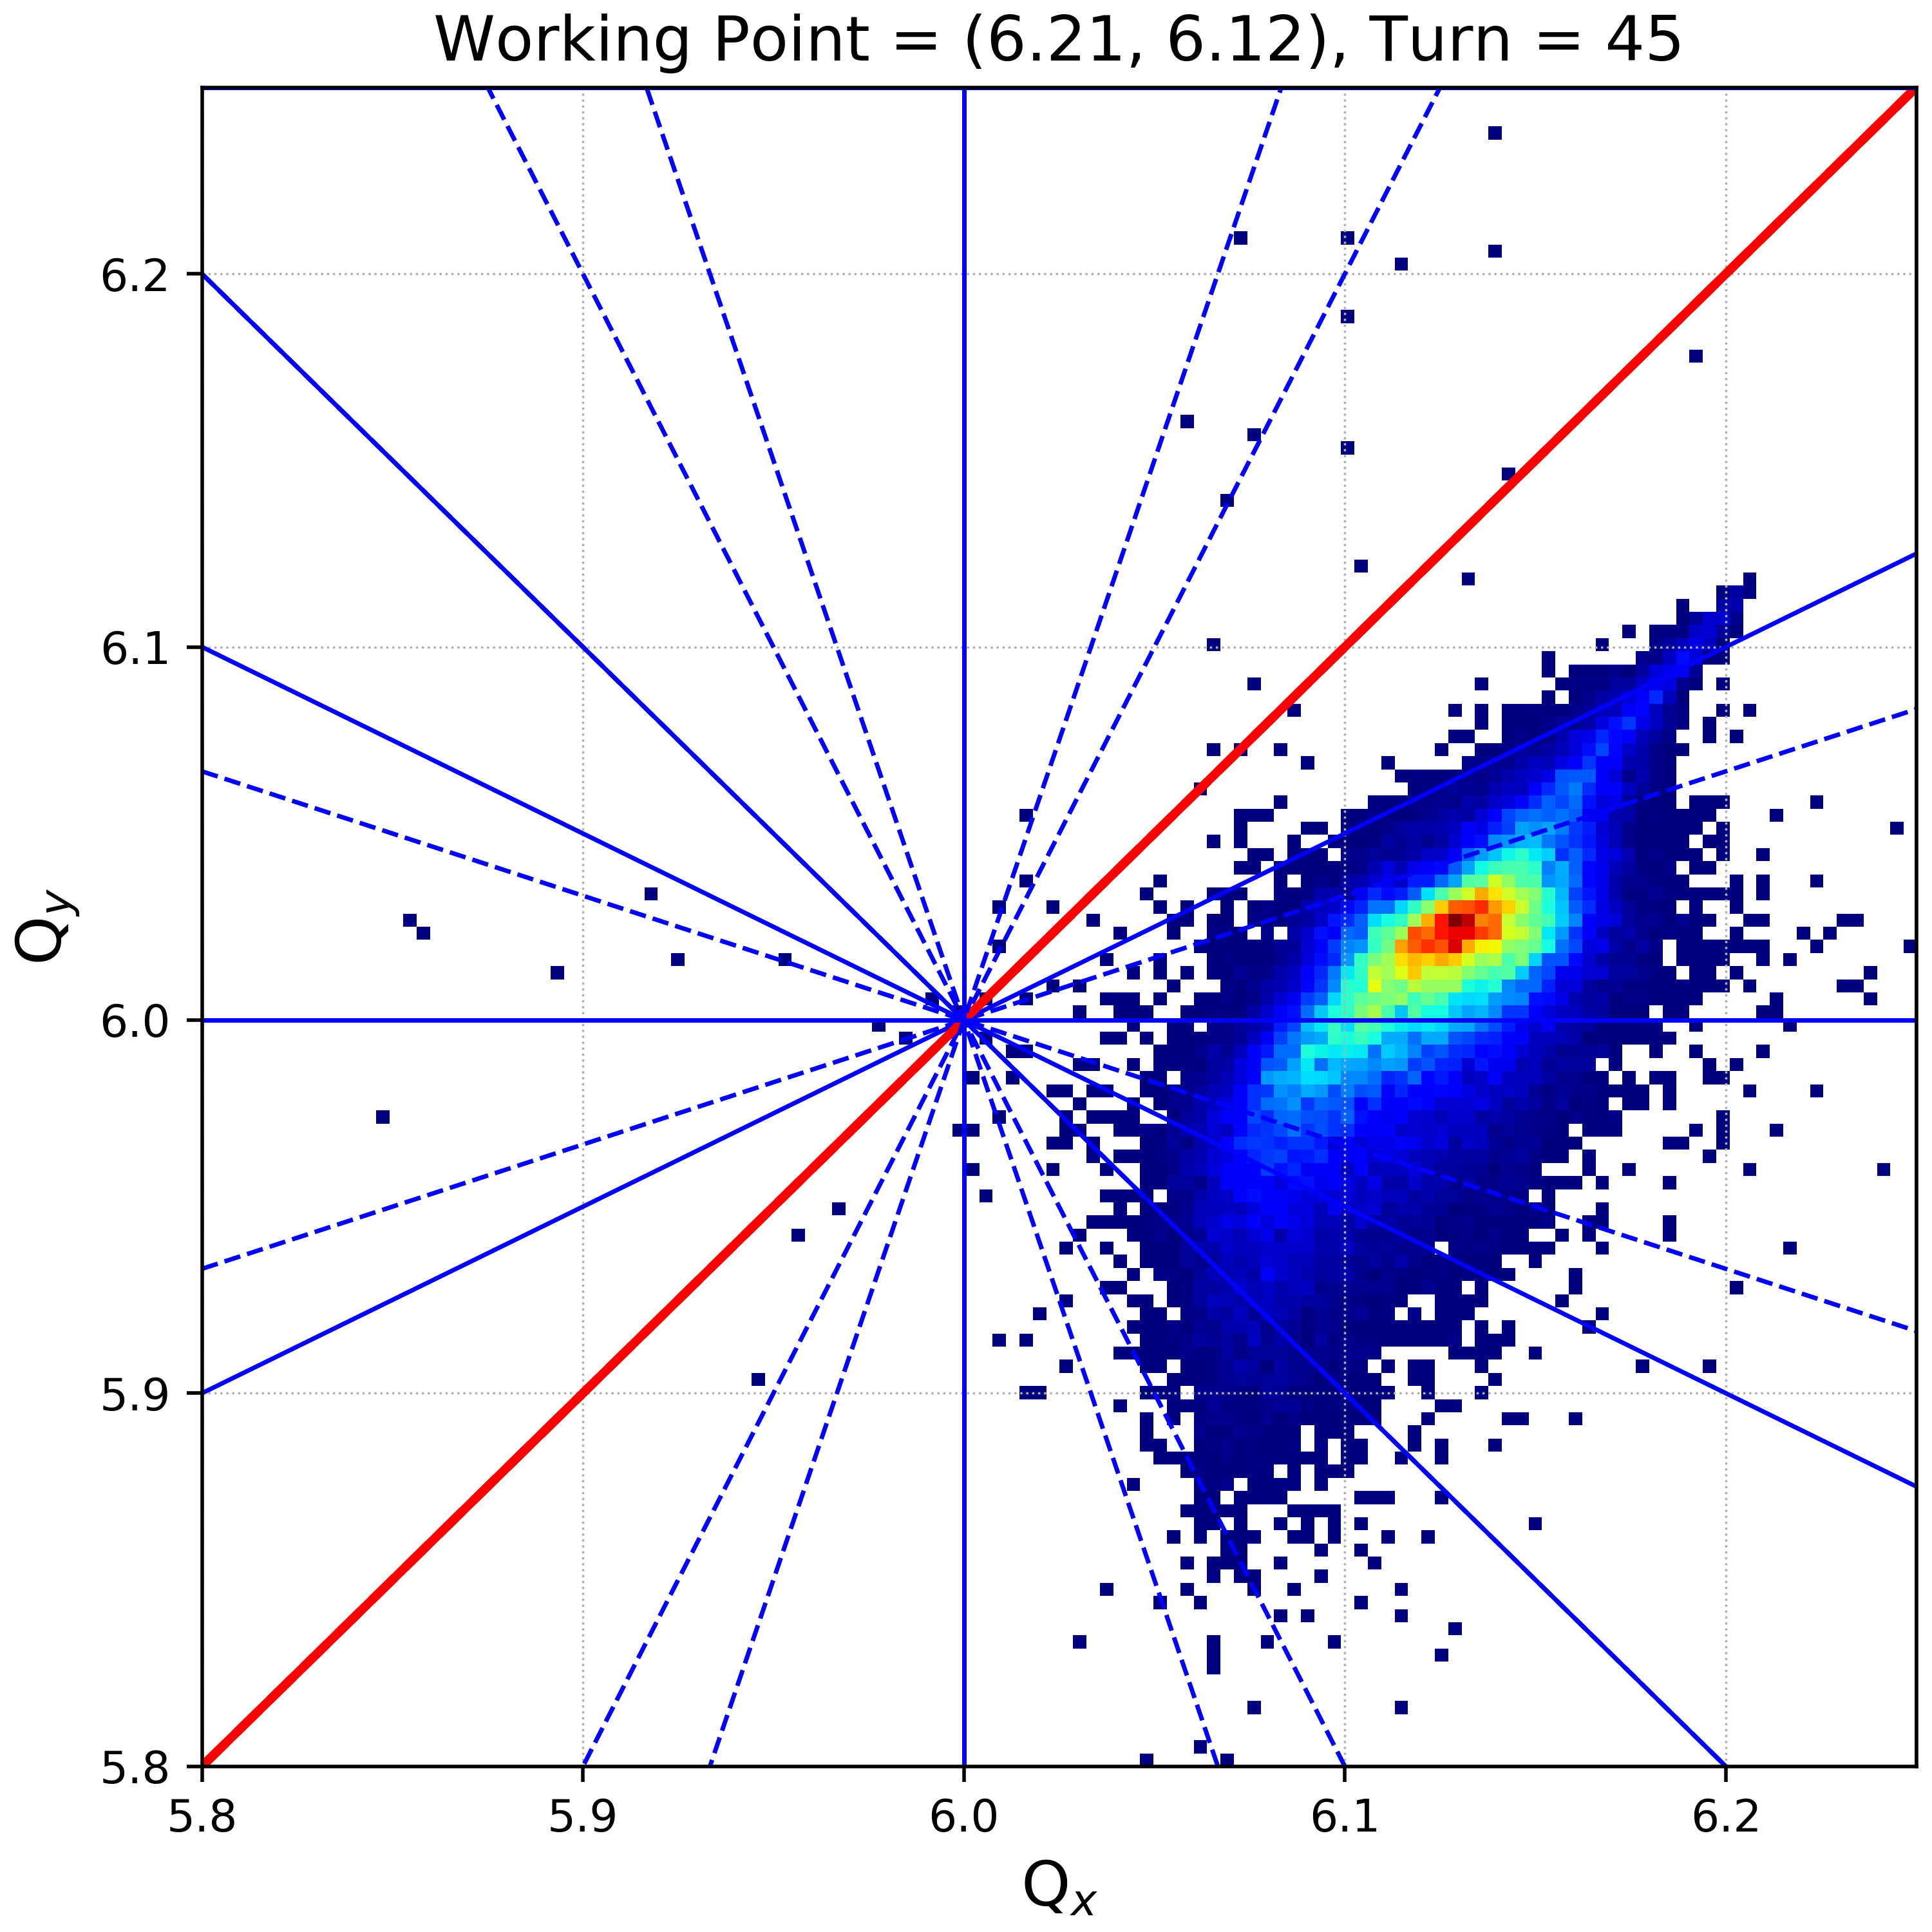 Working Point = (6.21, 6.12), Turn = 45
6.2
6.1
6.0
5.9
5.8
Qy
5.8 5.9 6.0 6.1 6.2
Qx